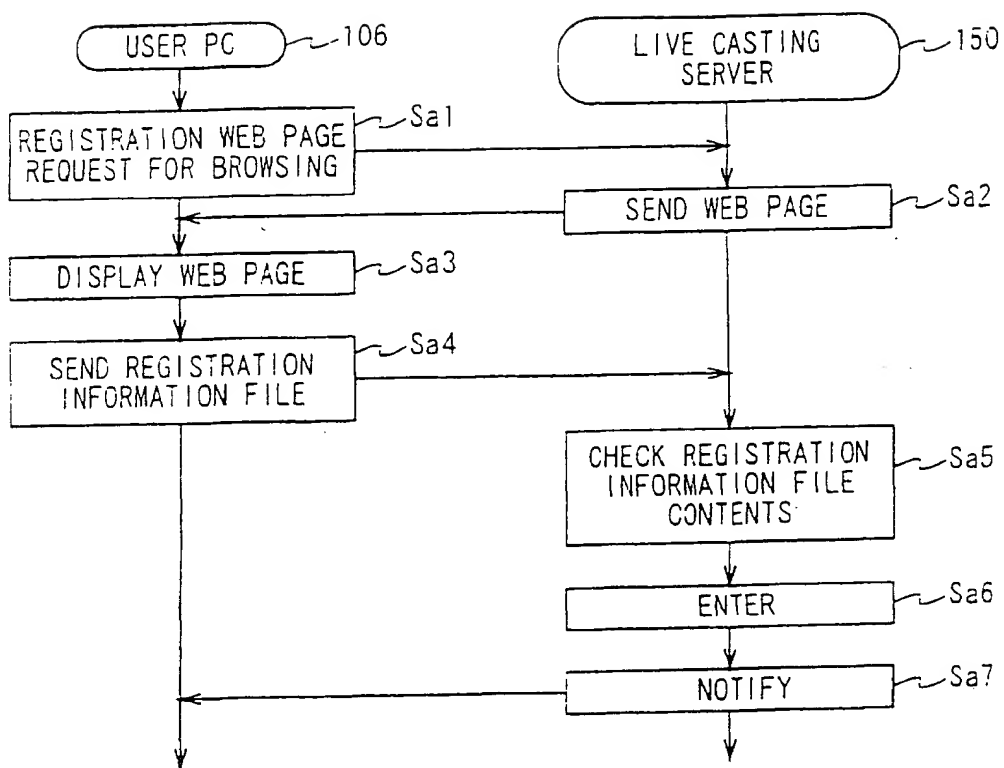 USER PC
106
LIVE CASTING
SERVER
150
REGISTRATION WEB PAGE
REQUEST FOR BROWSING
Sa1
SEND WEB PAGE
Sa2
DISPLAY WEB PAGE
Sa3
SEND REGISTRATION
INFORMATION FILE
Sa4
CHECK REGISTRATION
INFORMATION FILE
CONTENTS
Sa5
ENTER
Sa6
NOTIFY
Sa7